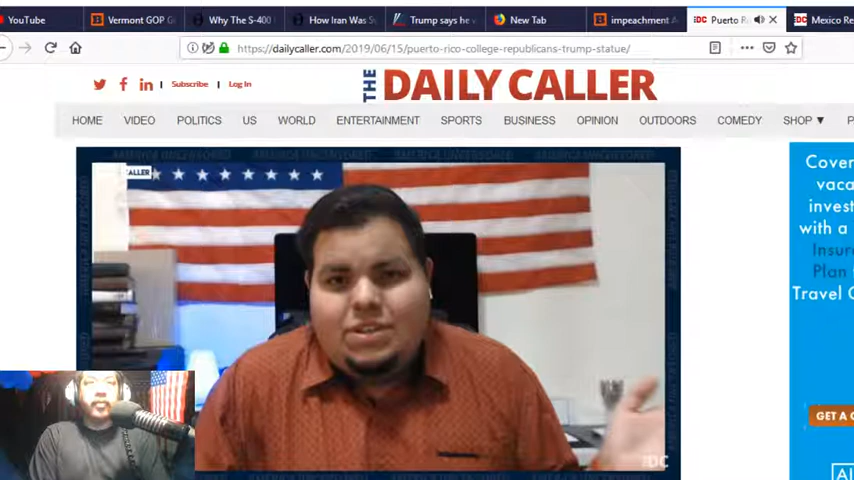 YouTube
Vermont GOP G
Why The S-400
How Iran Was S
Trump says he v
New Tab
impeachment A
Puerto R
Mexico Re
https://dailycaller.com/2019/06/15/puerto-rico-college-republicans-trump-statue/
Subscribe | Log In
THE DAILY CALLER
HOME VIDEO POLITICS US WORLD ENTERTAINMENT SPORTS BUSINESS OPINION OUTDOORS COMEDY SHOP ▼ P
CALLER
DC
Cover
vaca
invest
with a
Insur
Plan
Travel C
GET A